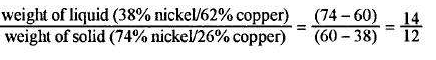 weight of liquid (38% nickel/62% copper) / weight of solid (74% nickel/26% copper) = (74 – 60) / (60 – 38) = 14 / 12